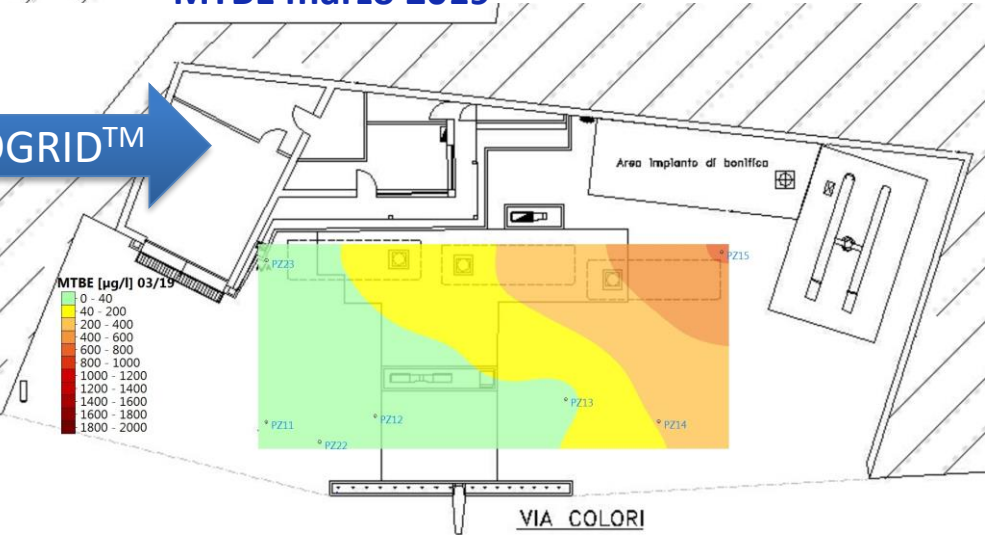 MTBE marzo 2019
OGRID™
Area impianto di bonifica
PZ15
PZ23
MTBE [µg/l] 03/19
0 - 40
40 - 200
200 - 400
400 - 600
600 - 800
800 - 1000
1000 - 1200
1200 - 1400
1400 - 1600
1600 - 1800
1800 - 2000
PZ13
PZ12
PZ11
PZ14
PZ22
VIA COLORI